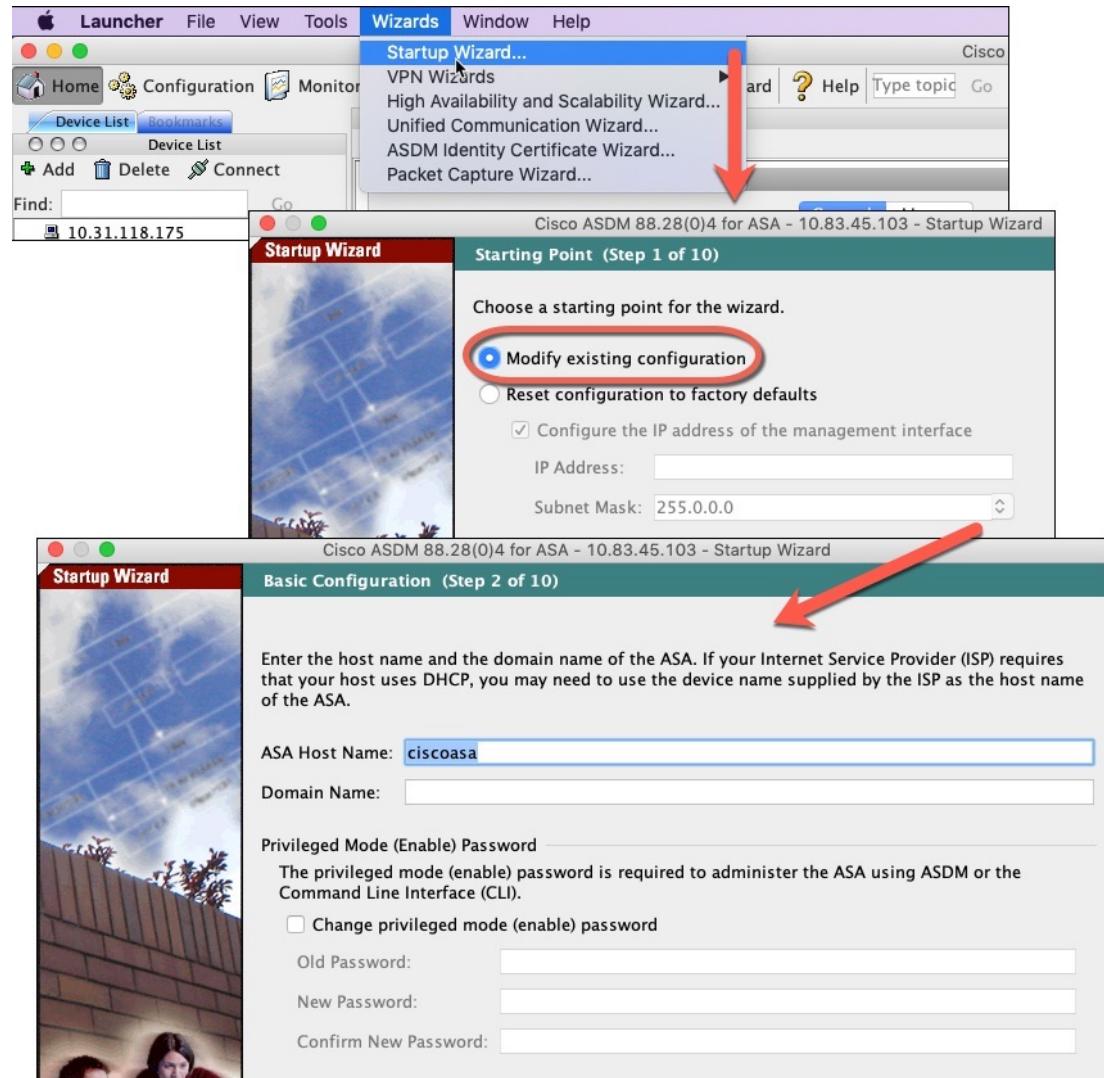 Launcher File View Tools Wizards Window Help
Startup Wizard...
VPN Wizards
High Availability and Scalability Wizard...
Unified Communication Wizard...
ASDM Identity Certificate Wizard...
Packet Capture Wizard...
Cisco
Home Configuration Monitor
Help Type topic Go
Device List Bookmarks
Device List
Add Delete Connect
Find: Go
10.31.118.175
Cisco ASDM 88.28(0)4 for ASA - 10.83.45.103 - Startup Wizard
Startup Wizard
Starting Point (Step 1 of 10)
Choose a starting point for the wizard.
Modify existing configuration
Reset configuration to factory defaults
Configure the IP address of the management interface
IP Address:
Subnet Mask: 255.0.0.0
Cisco ASDM 88.28(0)4 for ASA - 10.83.45.103 - Startup Wizard
Startup Wizard
Basic Configuration (Step 2 of 10)
Enter the host name and the domain name of the ASA. If your Internet Service Provider (ISP) requires
that your host uses DHCP, you may need to use the device name supplied by the ISP as the host name
of the ASA.
ASA Host Name: ciscoasa
Domain Name:
Privileged Mode (Enable) Password
The privileged mode (enable) password is required to administer the ASA using ASDM or the
Command Line Interface (CLI).
Change privileged mode (enable) password
Old Password:
New Password:
Confirm New Password: